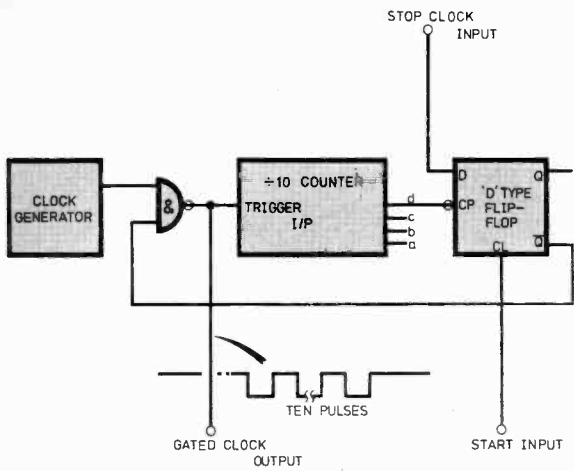 STOP CLOCK
INPUT
CLOCK
GENERATOR
&
÷10 COUNTER
TRIGGER
I/P
d
c
b
a
D
Q
CP
'D' TYPE
FLIP-
FLOP
CL
Q̅
TEN PULSES
GATED CLOCK
OUTPUT
START INPUT